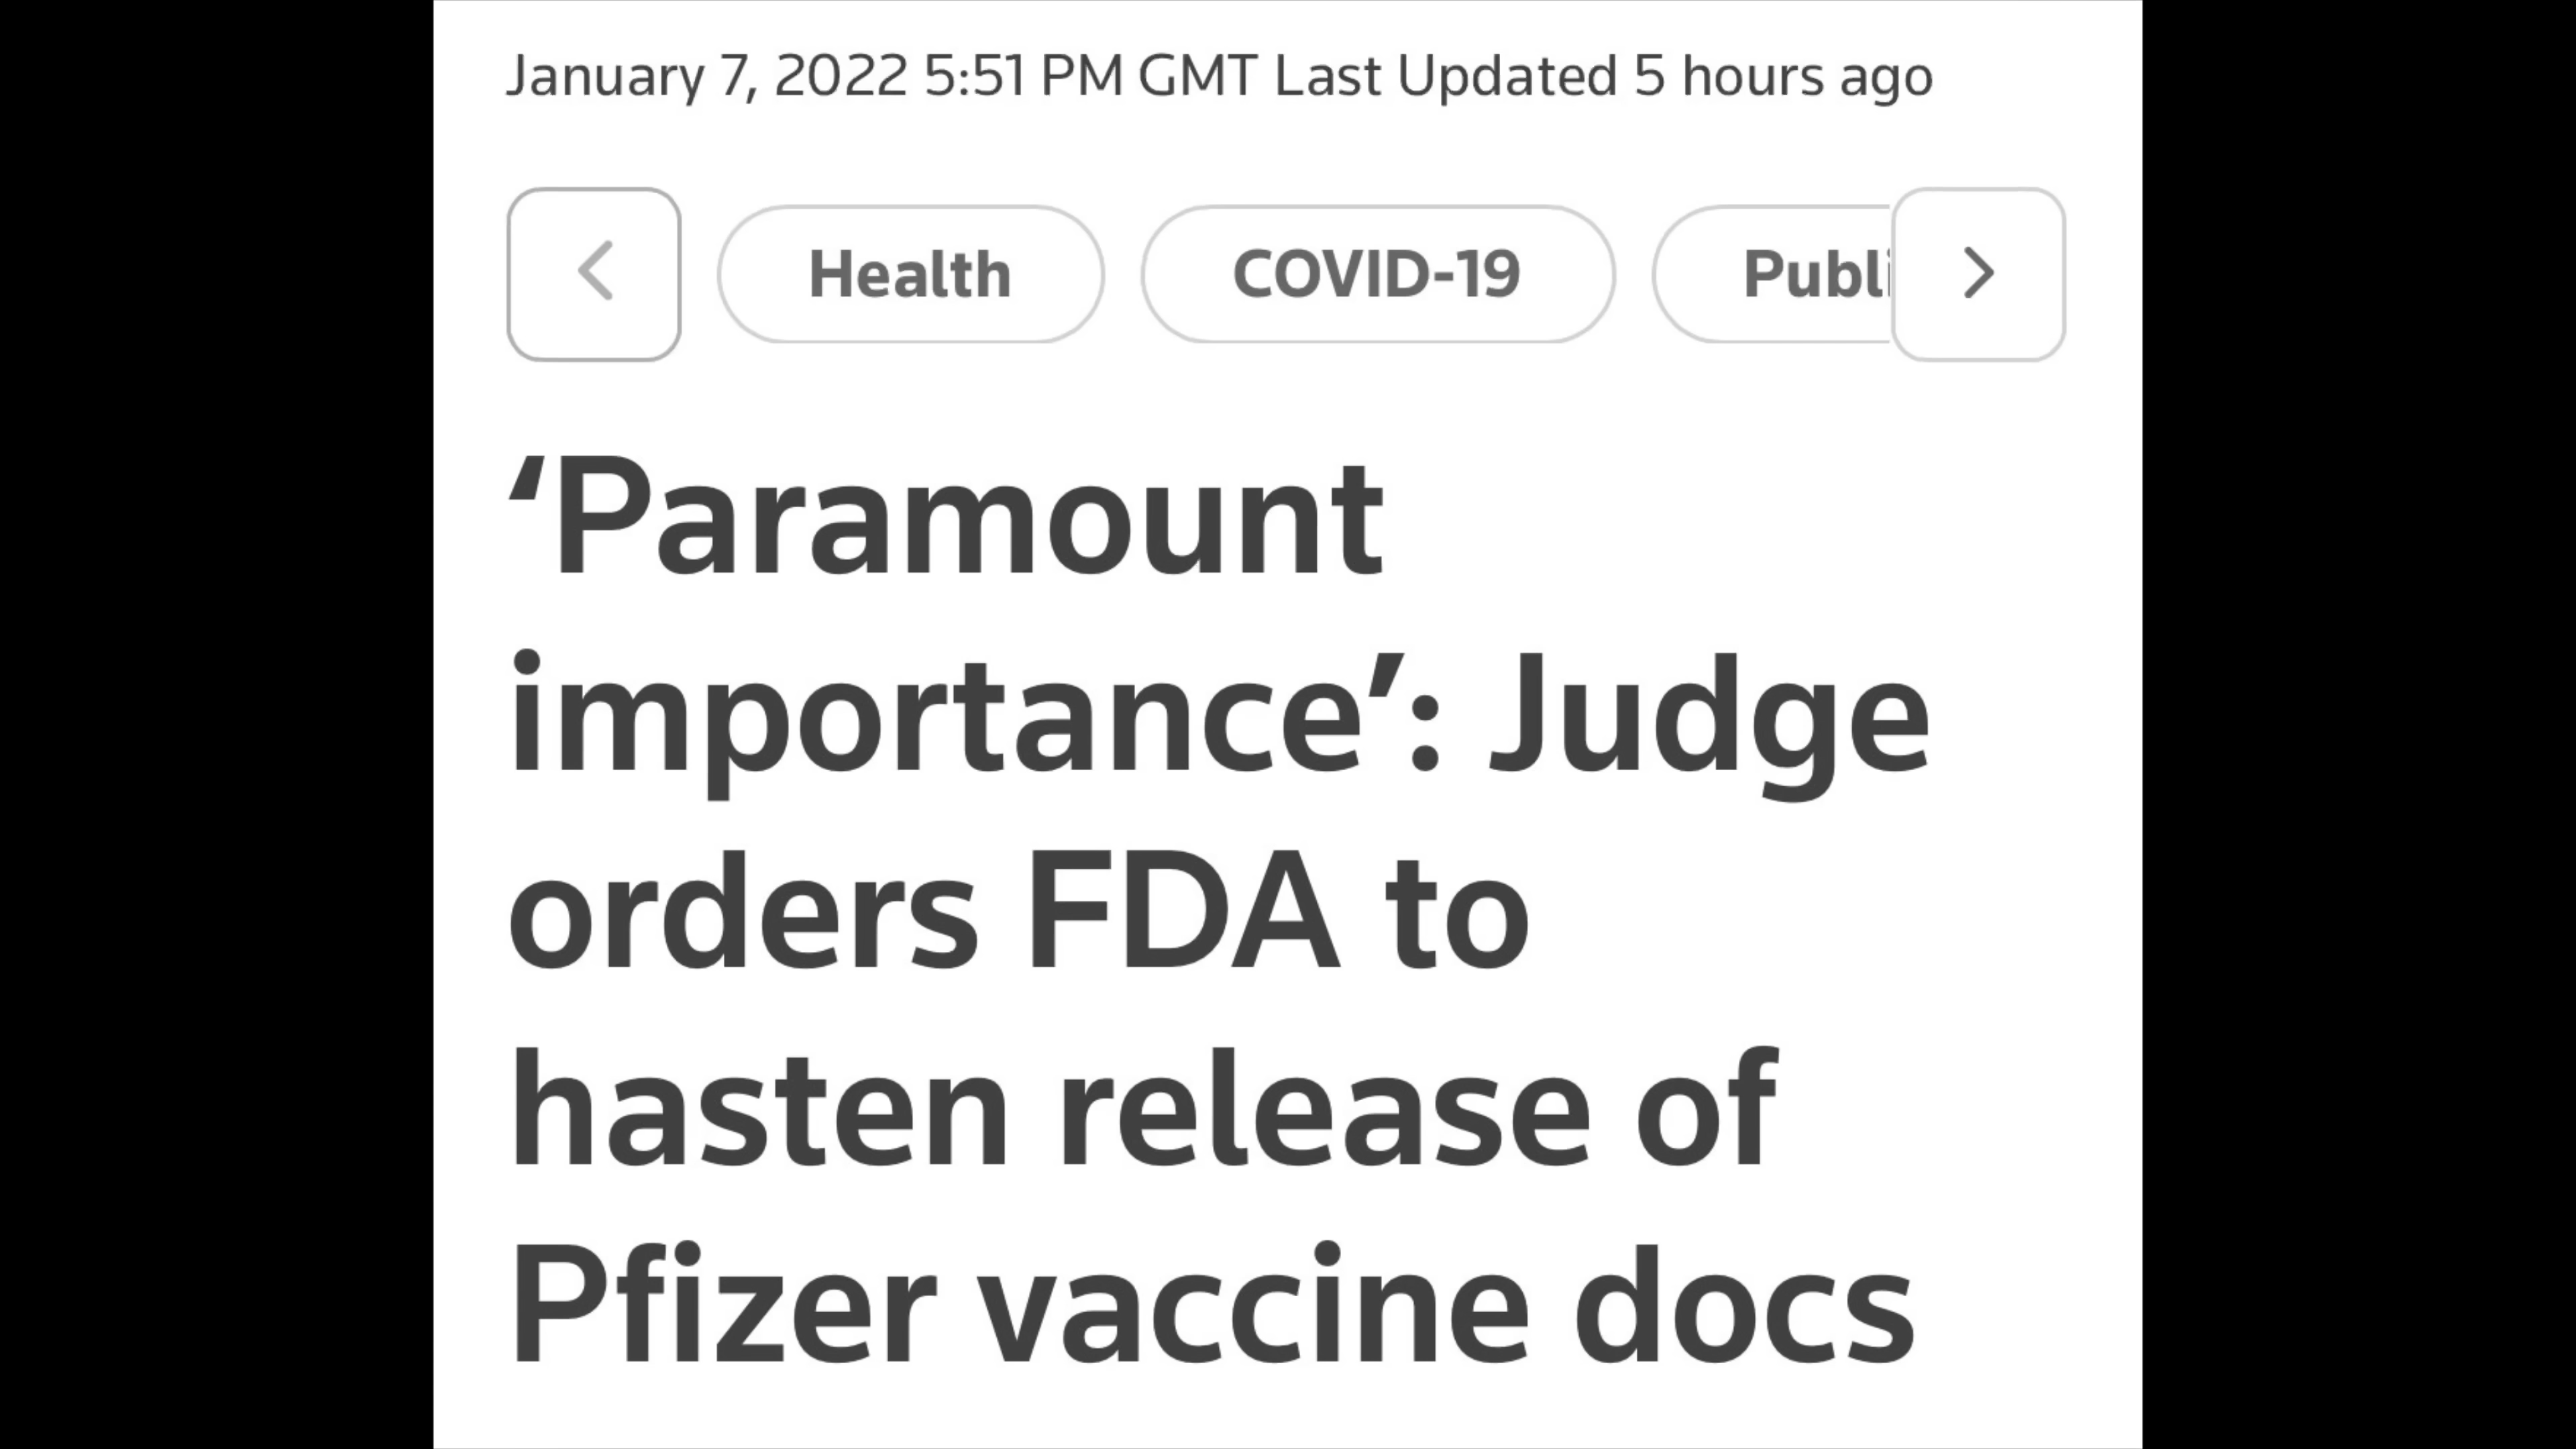 January 7, 2022 5:51 PM GMT Last Updated 5 hours ago
Health COVID-19 Publi
‘Paramount
importance’: Judge
orders FDA to
hasten release of
Pfizer vaccine docs